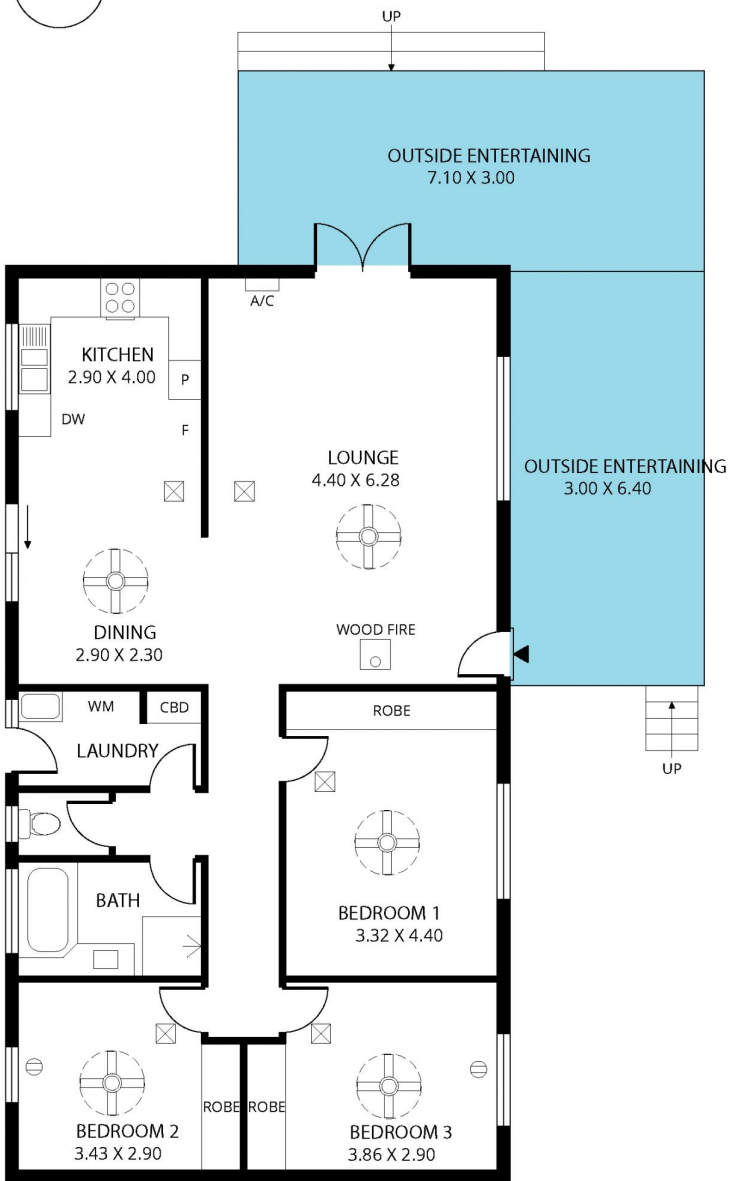 UP
OUTSIDE ENTERTAINING
7.10 X 3.00
A/C
KITCHEN
2.90 X 4.00
P
DW
F
LOUNGE
4.40 X 6.28
OUTSIDE ENTERTAINING
3.00 X 6.40
DINING
2.90 X 2.30
WOOD FIRE
WM
CBD
ROBE
LAUNDRY
UP
BATH
BEDROOM 1
3.32 X 4.40
ROBE
ROBE
BEDROOM 2
3.43 X 2.90
BEDROOM 3
3.86 X 2.90